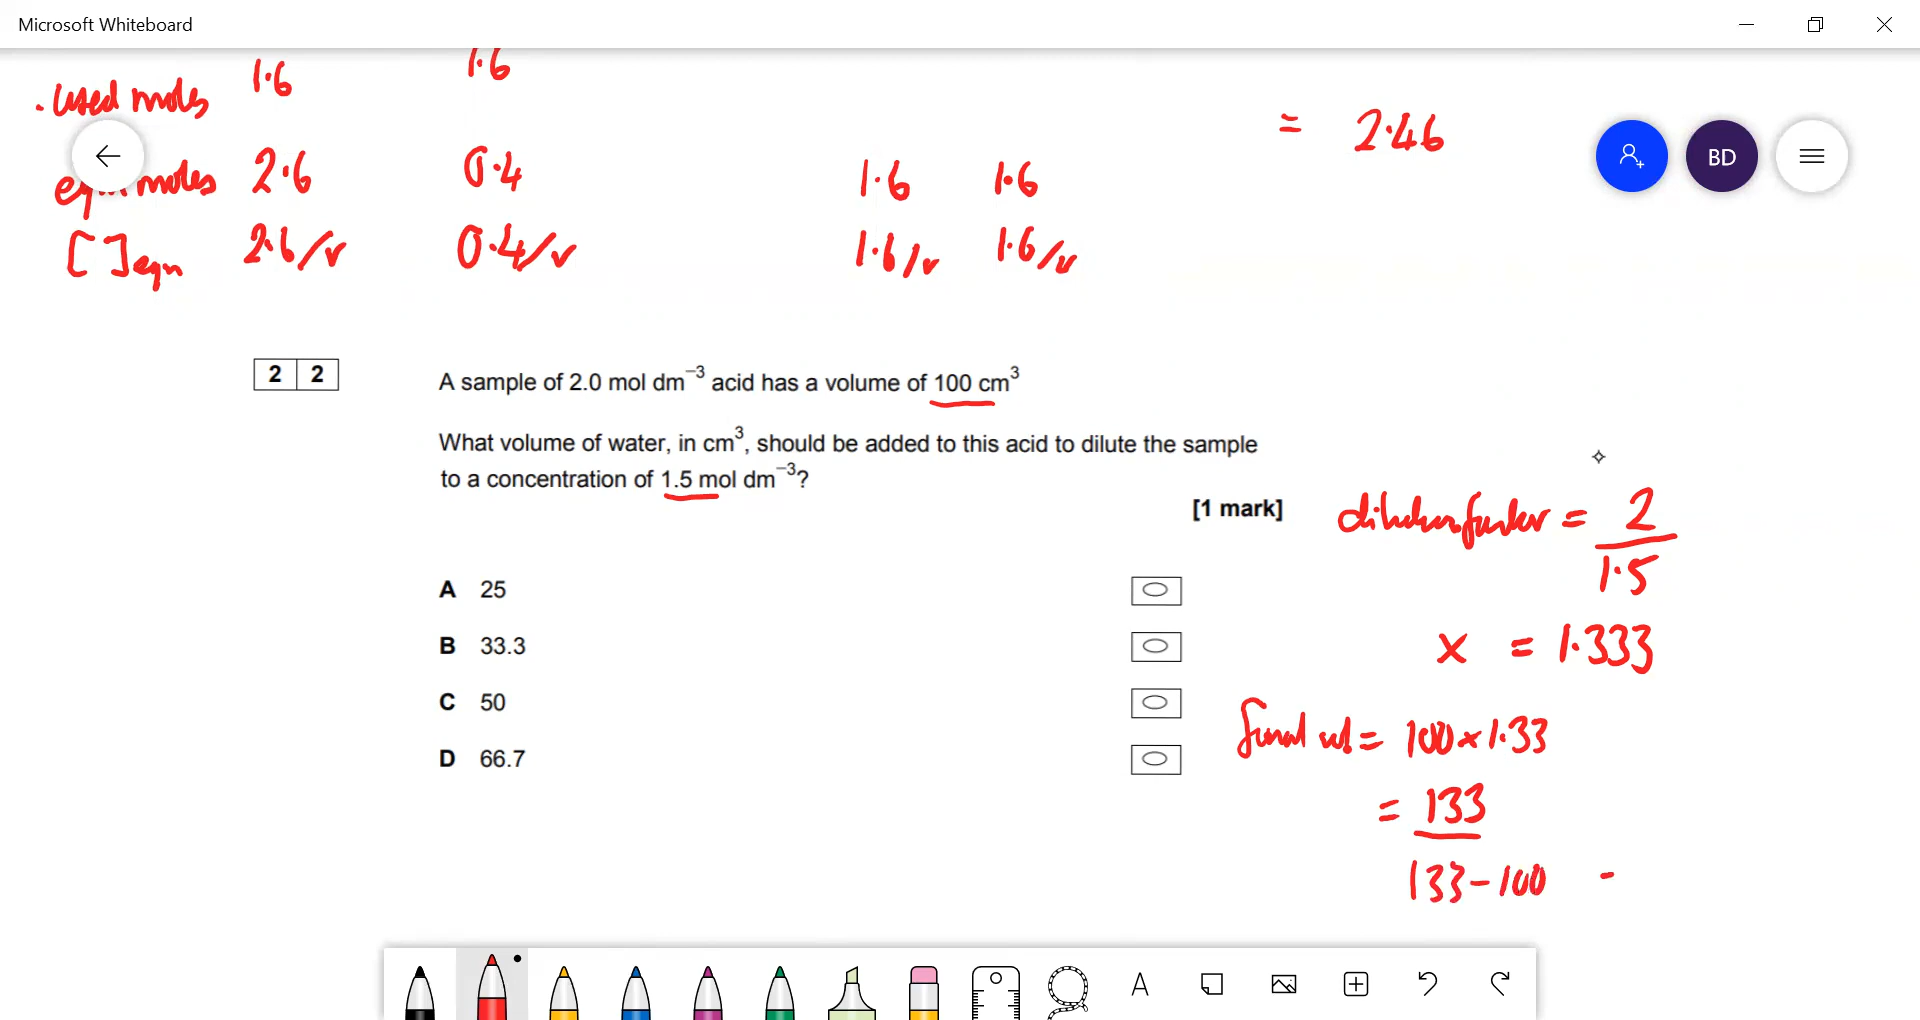 Microsoft Whiteboard
1.6 1.6
. used moles
= 2.46
BD
eqm moles 2.6 0.4 1.6 1.6
[ ]eqn 2.6/v 0.4/v 1.6/v 1.6/v
2 2
A sample of 2.0 mol dm⁻³ acid has a volume of 100 cm³
What volume of water, in cm³, should be added to this acid to dilute the sample
to a concentration of 1.5 mol dm⁻³?
[1 mark]
dilution factor = 2
1.5
A 25
B 33.3
x = 1.333
C 50
final vol = 100 x 1.33
D 66.7
= 133
133 - 100 -
A